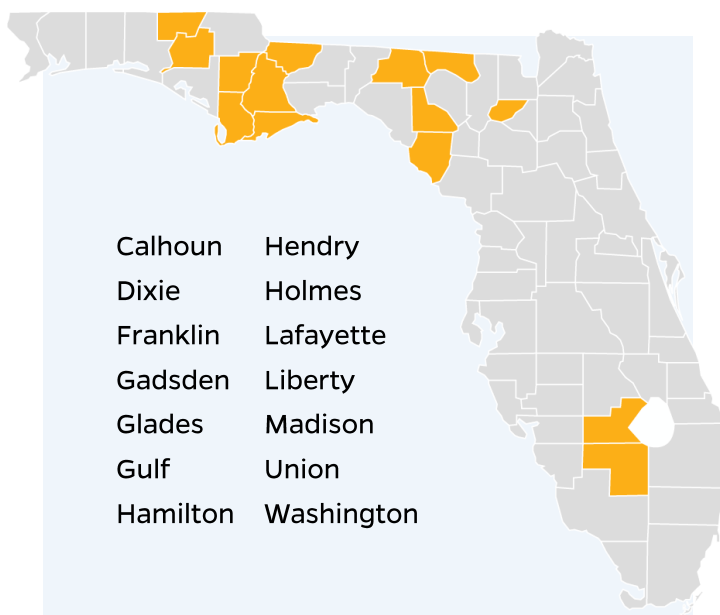 Calhoun
Dixie
Franklin
Gadsden
Glades
Gulf
Hamilton
Hendry
Holmes
Lafayette
Liberty
Madison
Union
Washington